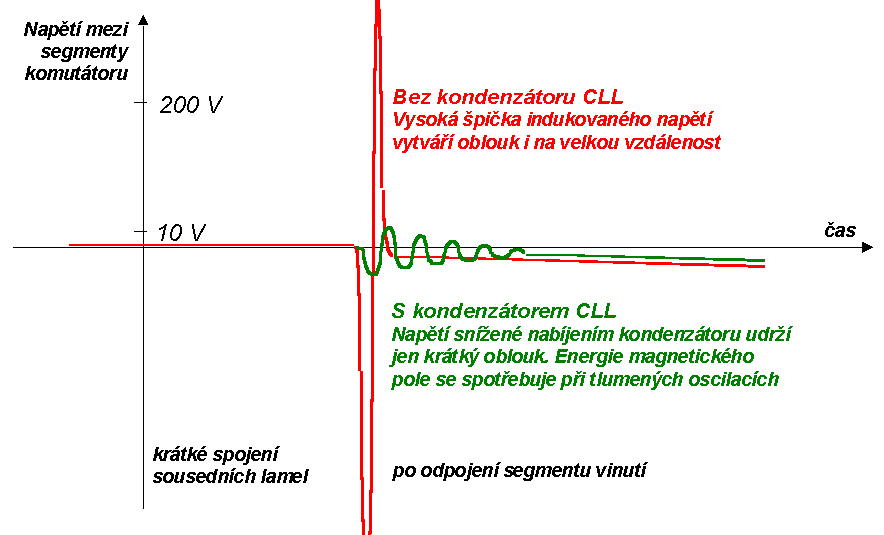 Napětí mezi
segmenty
komutátoru
200 V
Bez kondenzátoru CLL
Vysoká špička indukovaného napětí
vytváří oblouk i na velkou vzdálenost
10 V
čas
S kondenzátorem CLL
Napětí snížené nabíjením kondenzátoru udrží
jen krátký oblouk. Energie magnetického
pole se spotřebuje při tlumených oscilacích
krátké spojení
sousedních lamel
po odpojení segmentu vinutí